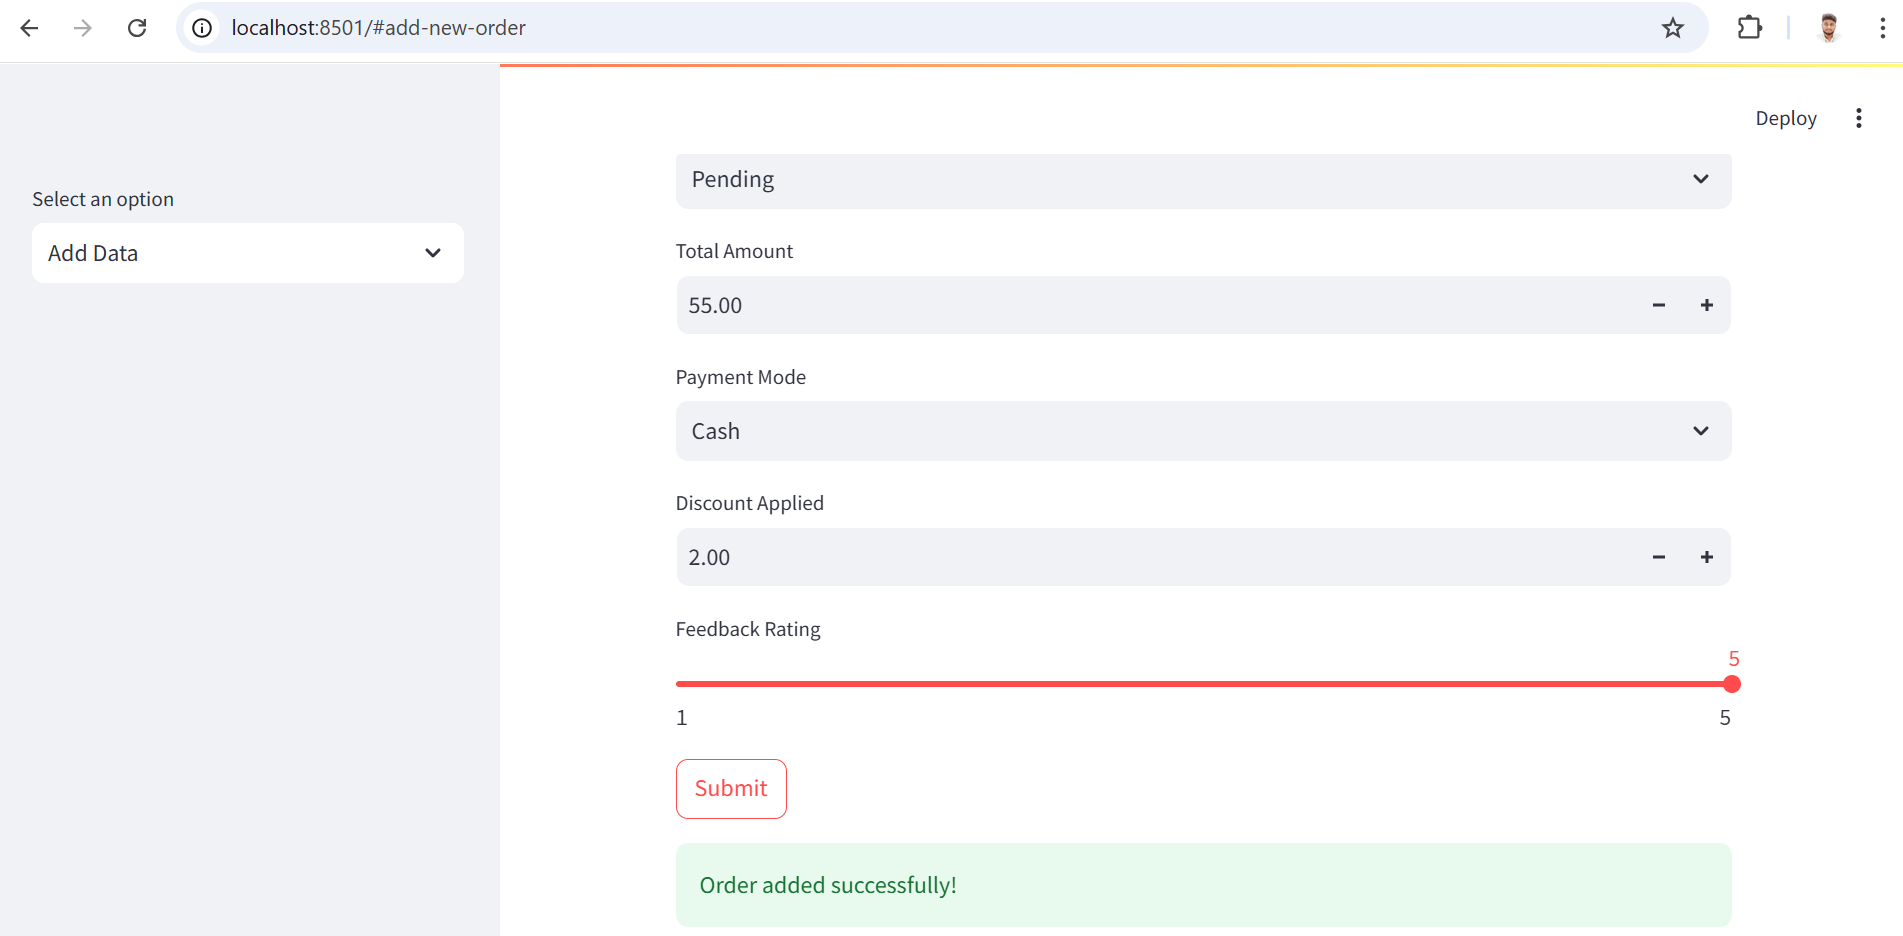 localhost:8501/#add-new-order
Deploy
Select an option
Add Data
Pending
Total Amount
55.00
Payment Mode
Cash
Discount Applied
2.00
Feedback Rating
5
1 5
Submit
Order added successfully!